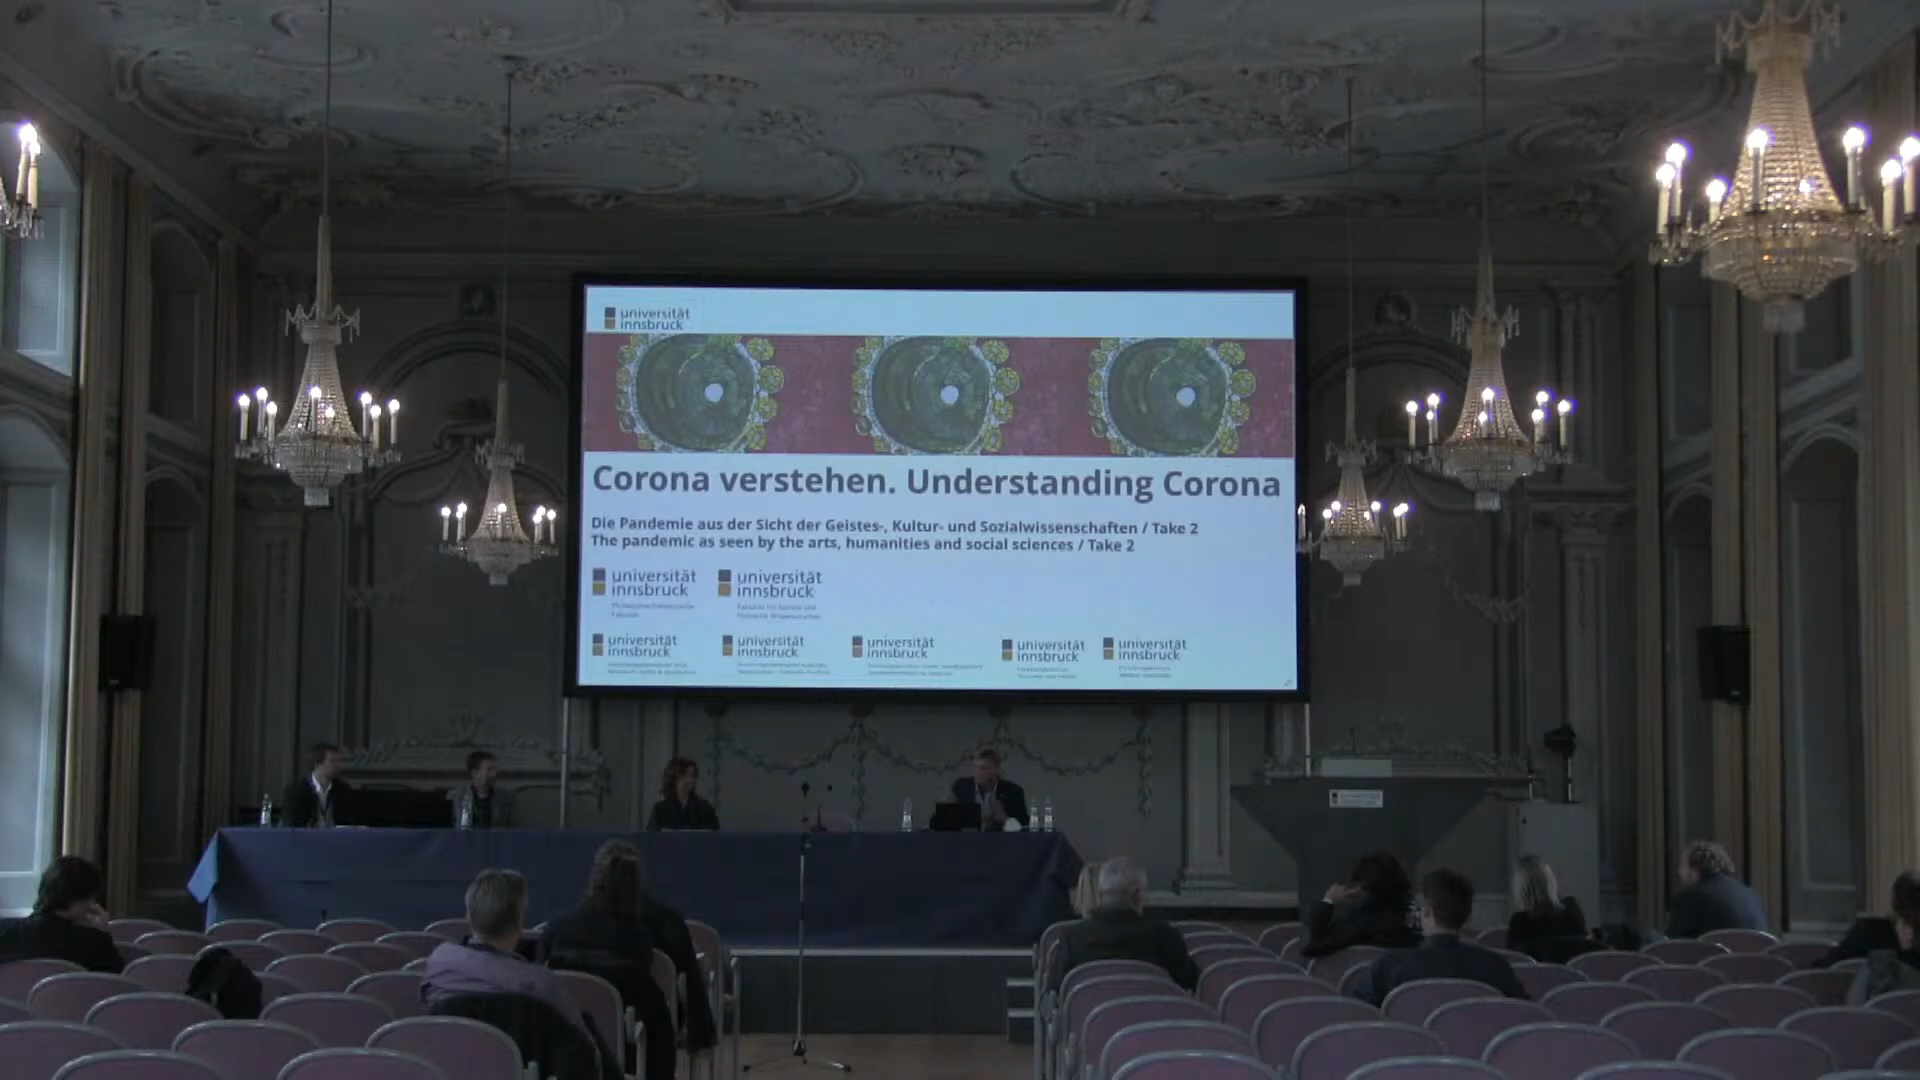 universität
innsbruck
Corona verstehen. Understanding Corona
Die Pandemie aus der Sicht der Geistes-, Kultur- und Sozialwissenschaften / Take 2
The pandemic as seen by the arts, humanities and social sciences / Take 2
universität
innsbruck
universität
innsbruck
universität
innsbruck
universität
innsbruck
universität
innsbruck
universität
innsbruck
universität
innsbruck